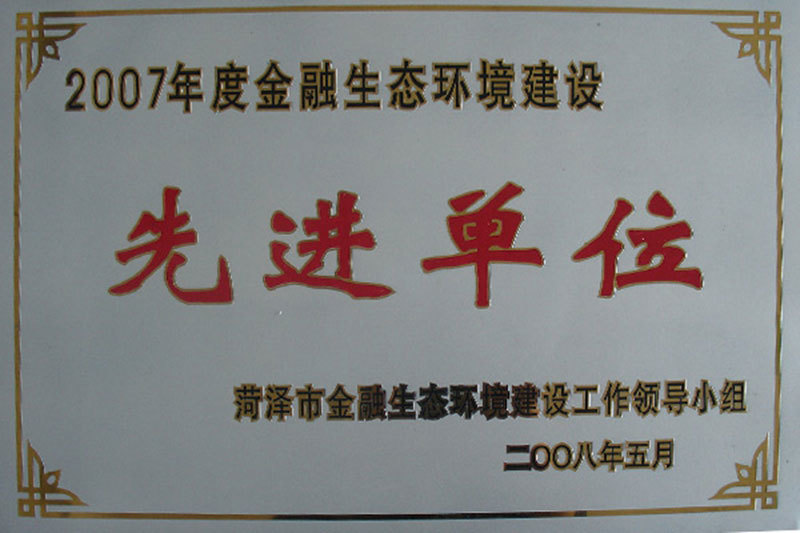 2007年度金融生态环境建设
先进单位
菏泽市金融生态环境建设工作领导小组
二〇〇八年五月